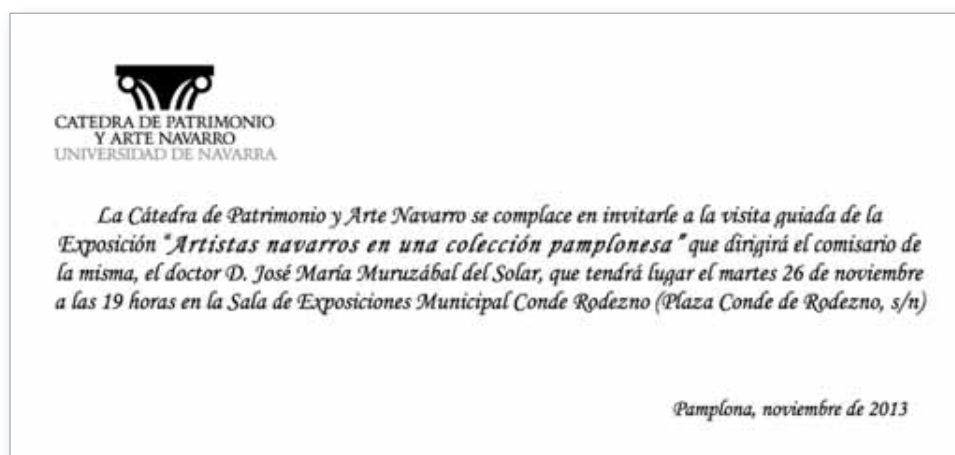 CATEDRA DE PATRIMONIO
Y ARTE NAVARRO
UNIVERSIDAD DE NAVARRA
La Cátedra de Patrimonio y Arte Navarro se complace en invitarle a la visita guiada de la
Exposición "Artistas navarros en una colección pamplonesa" que dirigirá el comisario de
la misma, el doctor D. José María Muruzábal del Solar, que tendrá lugar el martes 26 de noviembre
a las 19 horas en la Sala de Exposiciones Municipal Conde Rodezno (Plaza Conde de Rodezno, s/n)
Pamplona, noviembre de 2013